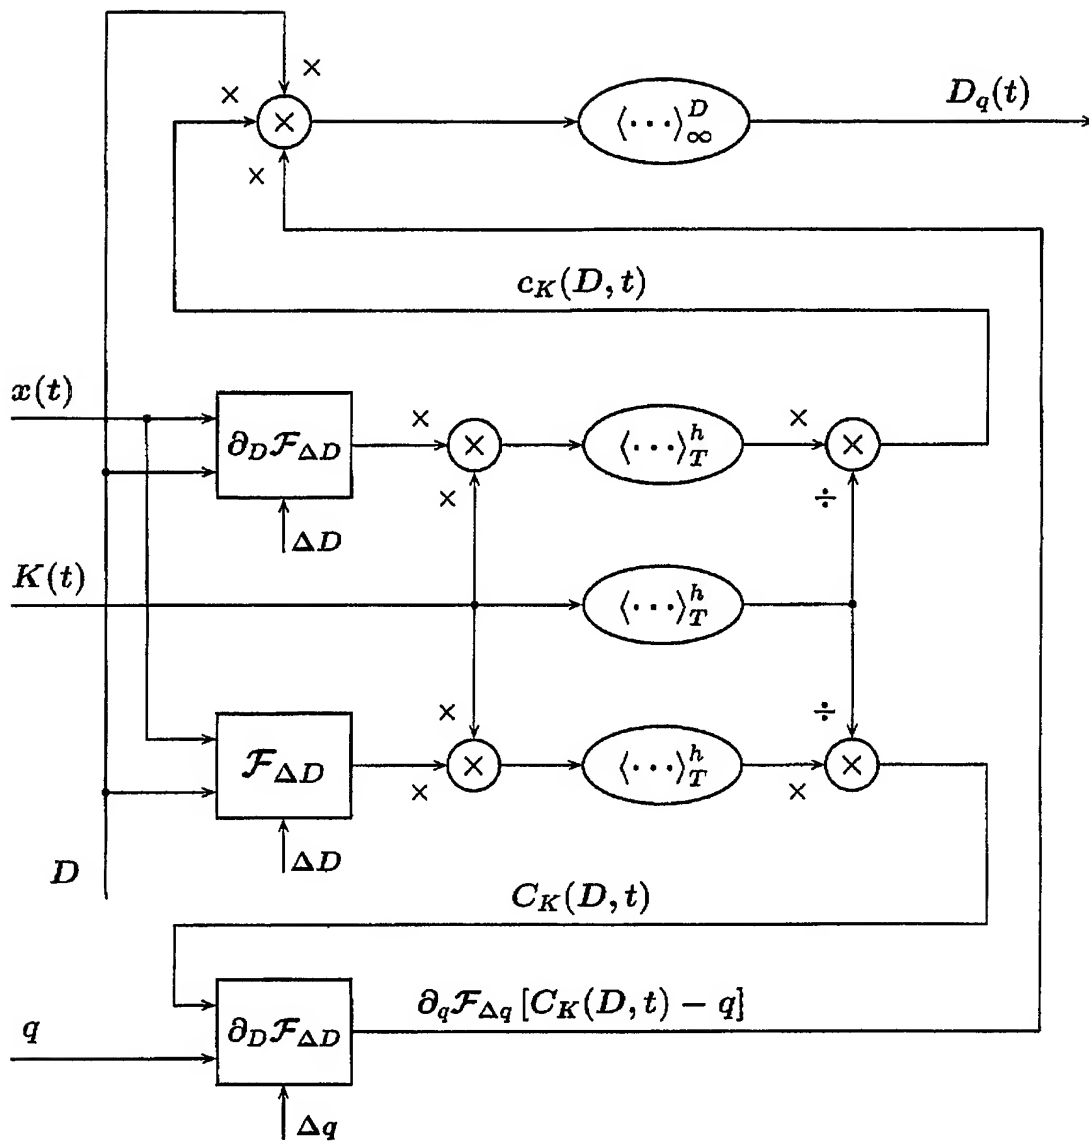 ×
D_q(t)
×
×
⟨···⟩_∞^D
×
c_K(D, t)
x(t)
×
×
∂_D F_ΔD
×
⟨···⟩_T^h
×
×
÷
ΔD
K(t)
⟨···⟩_T^h
×
÷
F_ΔD
×
⟨···⟩_T^h
×
×
×
ΔD
D
C_K(D, t)
∂_q F_Δq [C_K(D, t) − q]
q
∂_D F_ΔD
Δq